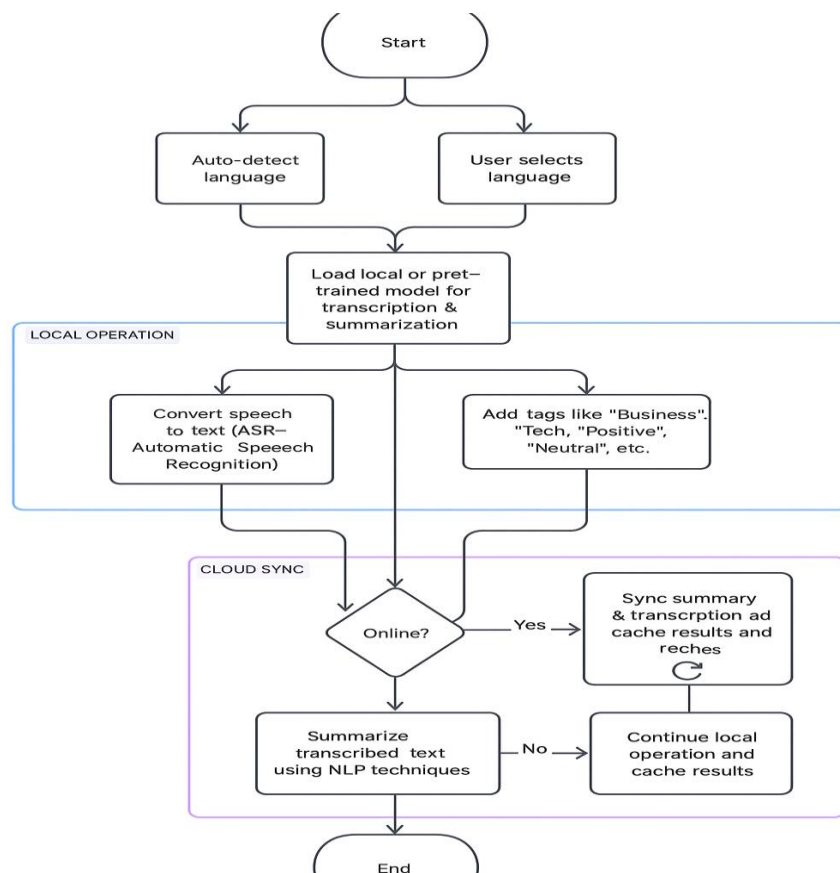 Start
Auto-detect
language
User selects
language
Load local or pret–
trained model for
transcription &
summarization
LOCAL OPERATION
Convert speech
to text (ASR–
Automatic Speeech
Recognition)
Add tags like "Business".
"Tech, "Positive",
"Neutral", etc.
CLOUD SYNC
Online?
Yes
Sync summary
& transcrption ad
cache results and
reches
Summarize
transcribed text
using NLP techniques
No
Continue local
operation and
cache results
End